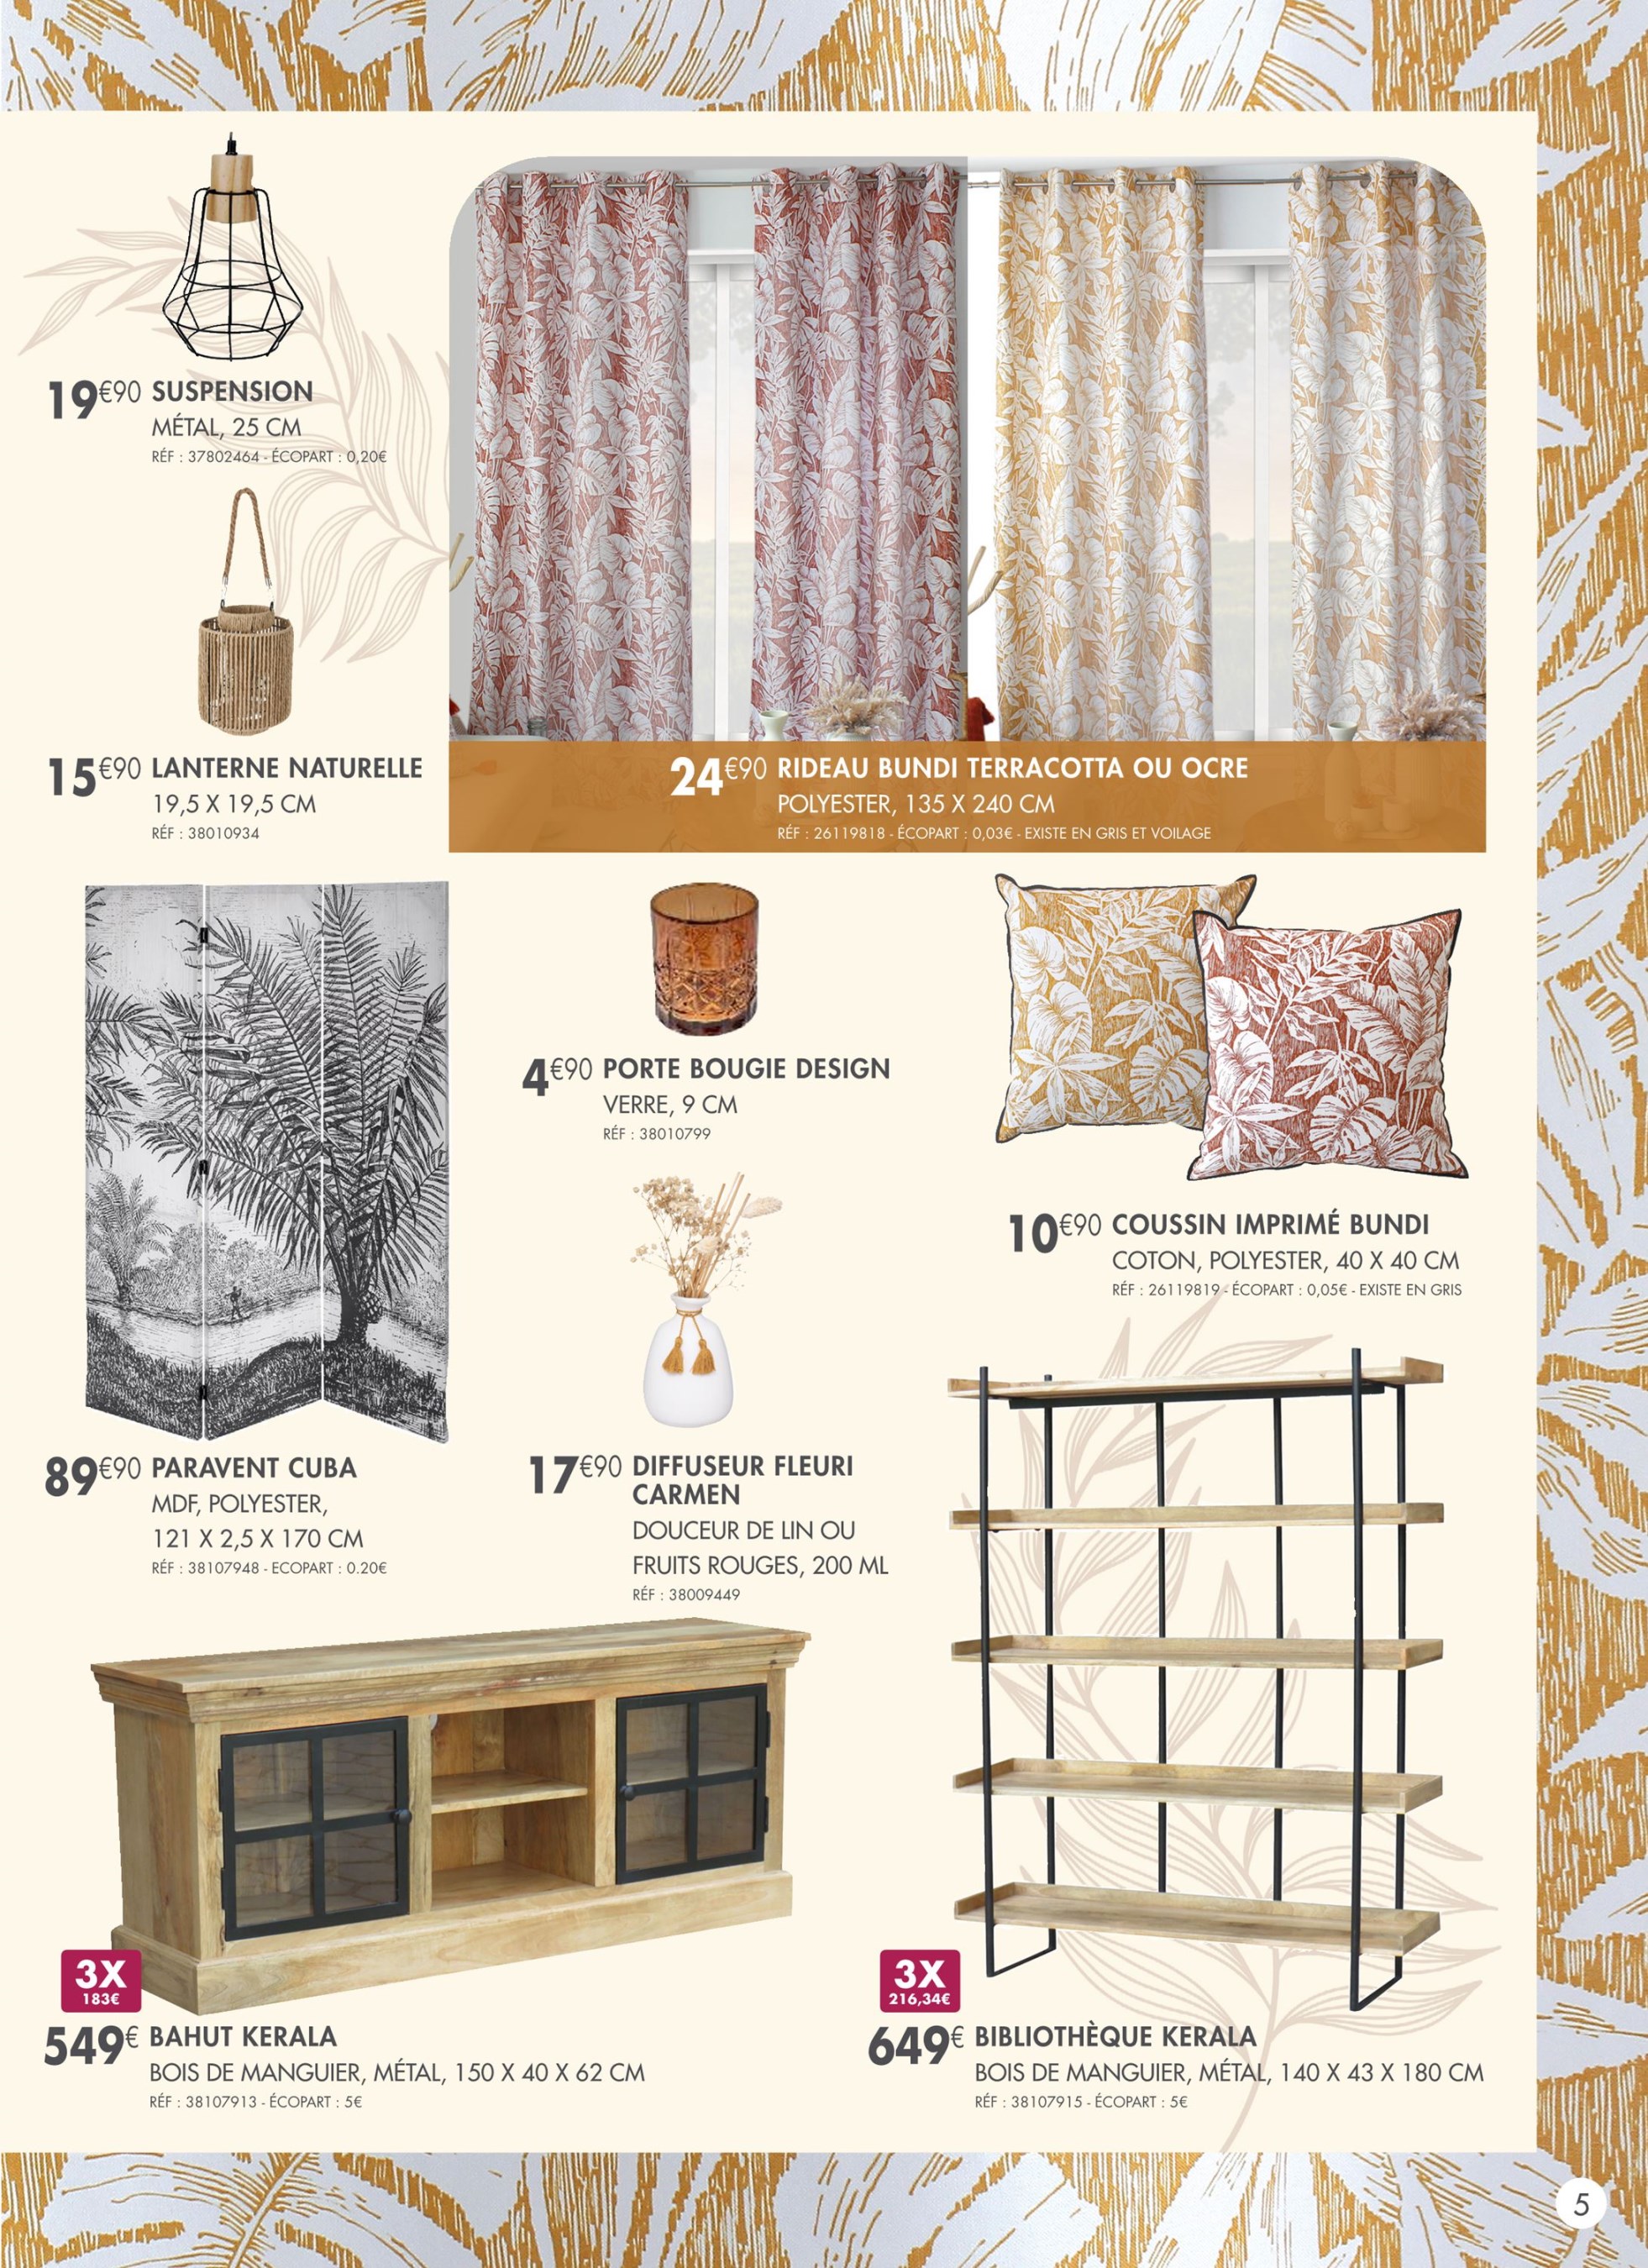 19€90 SUSPENSION
MÉTAL, 25 CM
RÉF : 37802464 - ÉCOPART : 0,20€
15€90 LANTERNE NATURELLE
19,5 X 19,5 CM
RÉF : 38010934
24€90 RIDEAU BUNDI TERRACOTTA OU OCRE
POLYESTER, 135 X 240 CM
RÉF : 26119818 - ÉCOPART : 0,03€ - EXISTE EN GRIS ET VOILAGE
4€90 PORTE BOUGIE DESIGN
VERRE, 9 CM
RÉF : 38010799
10€90 COUSSIN IMPRIMÉ BUNDI
COTON, POLYESTER, 40 X 40 CM
RÉF : 26119819 - ÉCOPART : 0,05€ - EXISTE EN GRIS
89€90 PARAVENT CUBA
MDF, POLYESTER,
121 X 2,5 X 170 CM
RÉF : 38107948 - ECOPART : 0.20€
17€90 DIFFUSEUR FLEURI
CARMEN
DOUCEUR DE LIN OU
FRUITS ROUGES, 200 ML
RÉF : 38009449
3X
183€
549€ BAHUT KERALA
BOIS DE MANGUIER, MÉTAL, 150 X 40 X 62 CM
RÉF : 38107913 - ÉCOPART : 5€
3X
216,34€
649€ BIBLIOTHÈQUE KERALA
BOIS DE MANGUIER, MÉTAL, 140 X 43 X 180 CM
RÉF : 38107915 - ÉCOPART : 5€
5